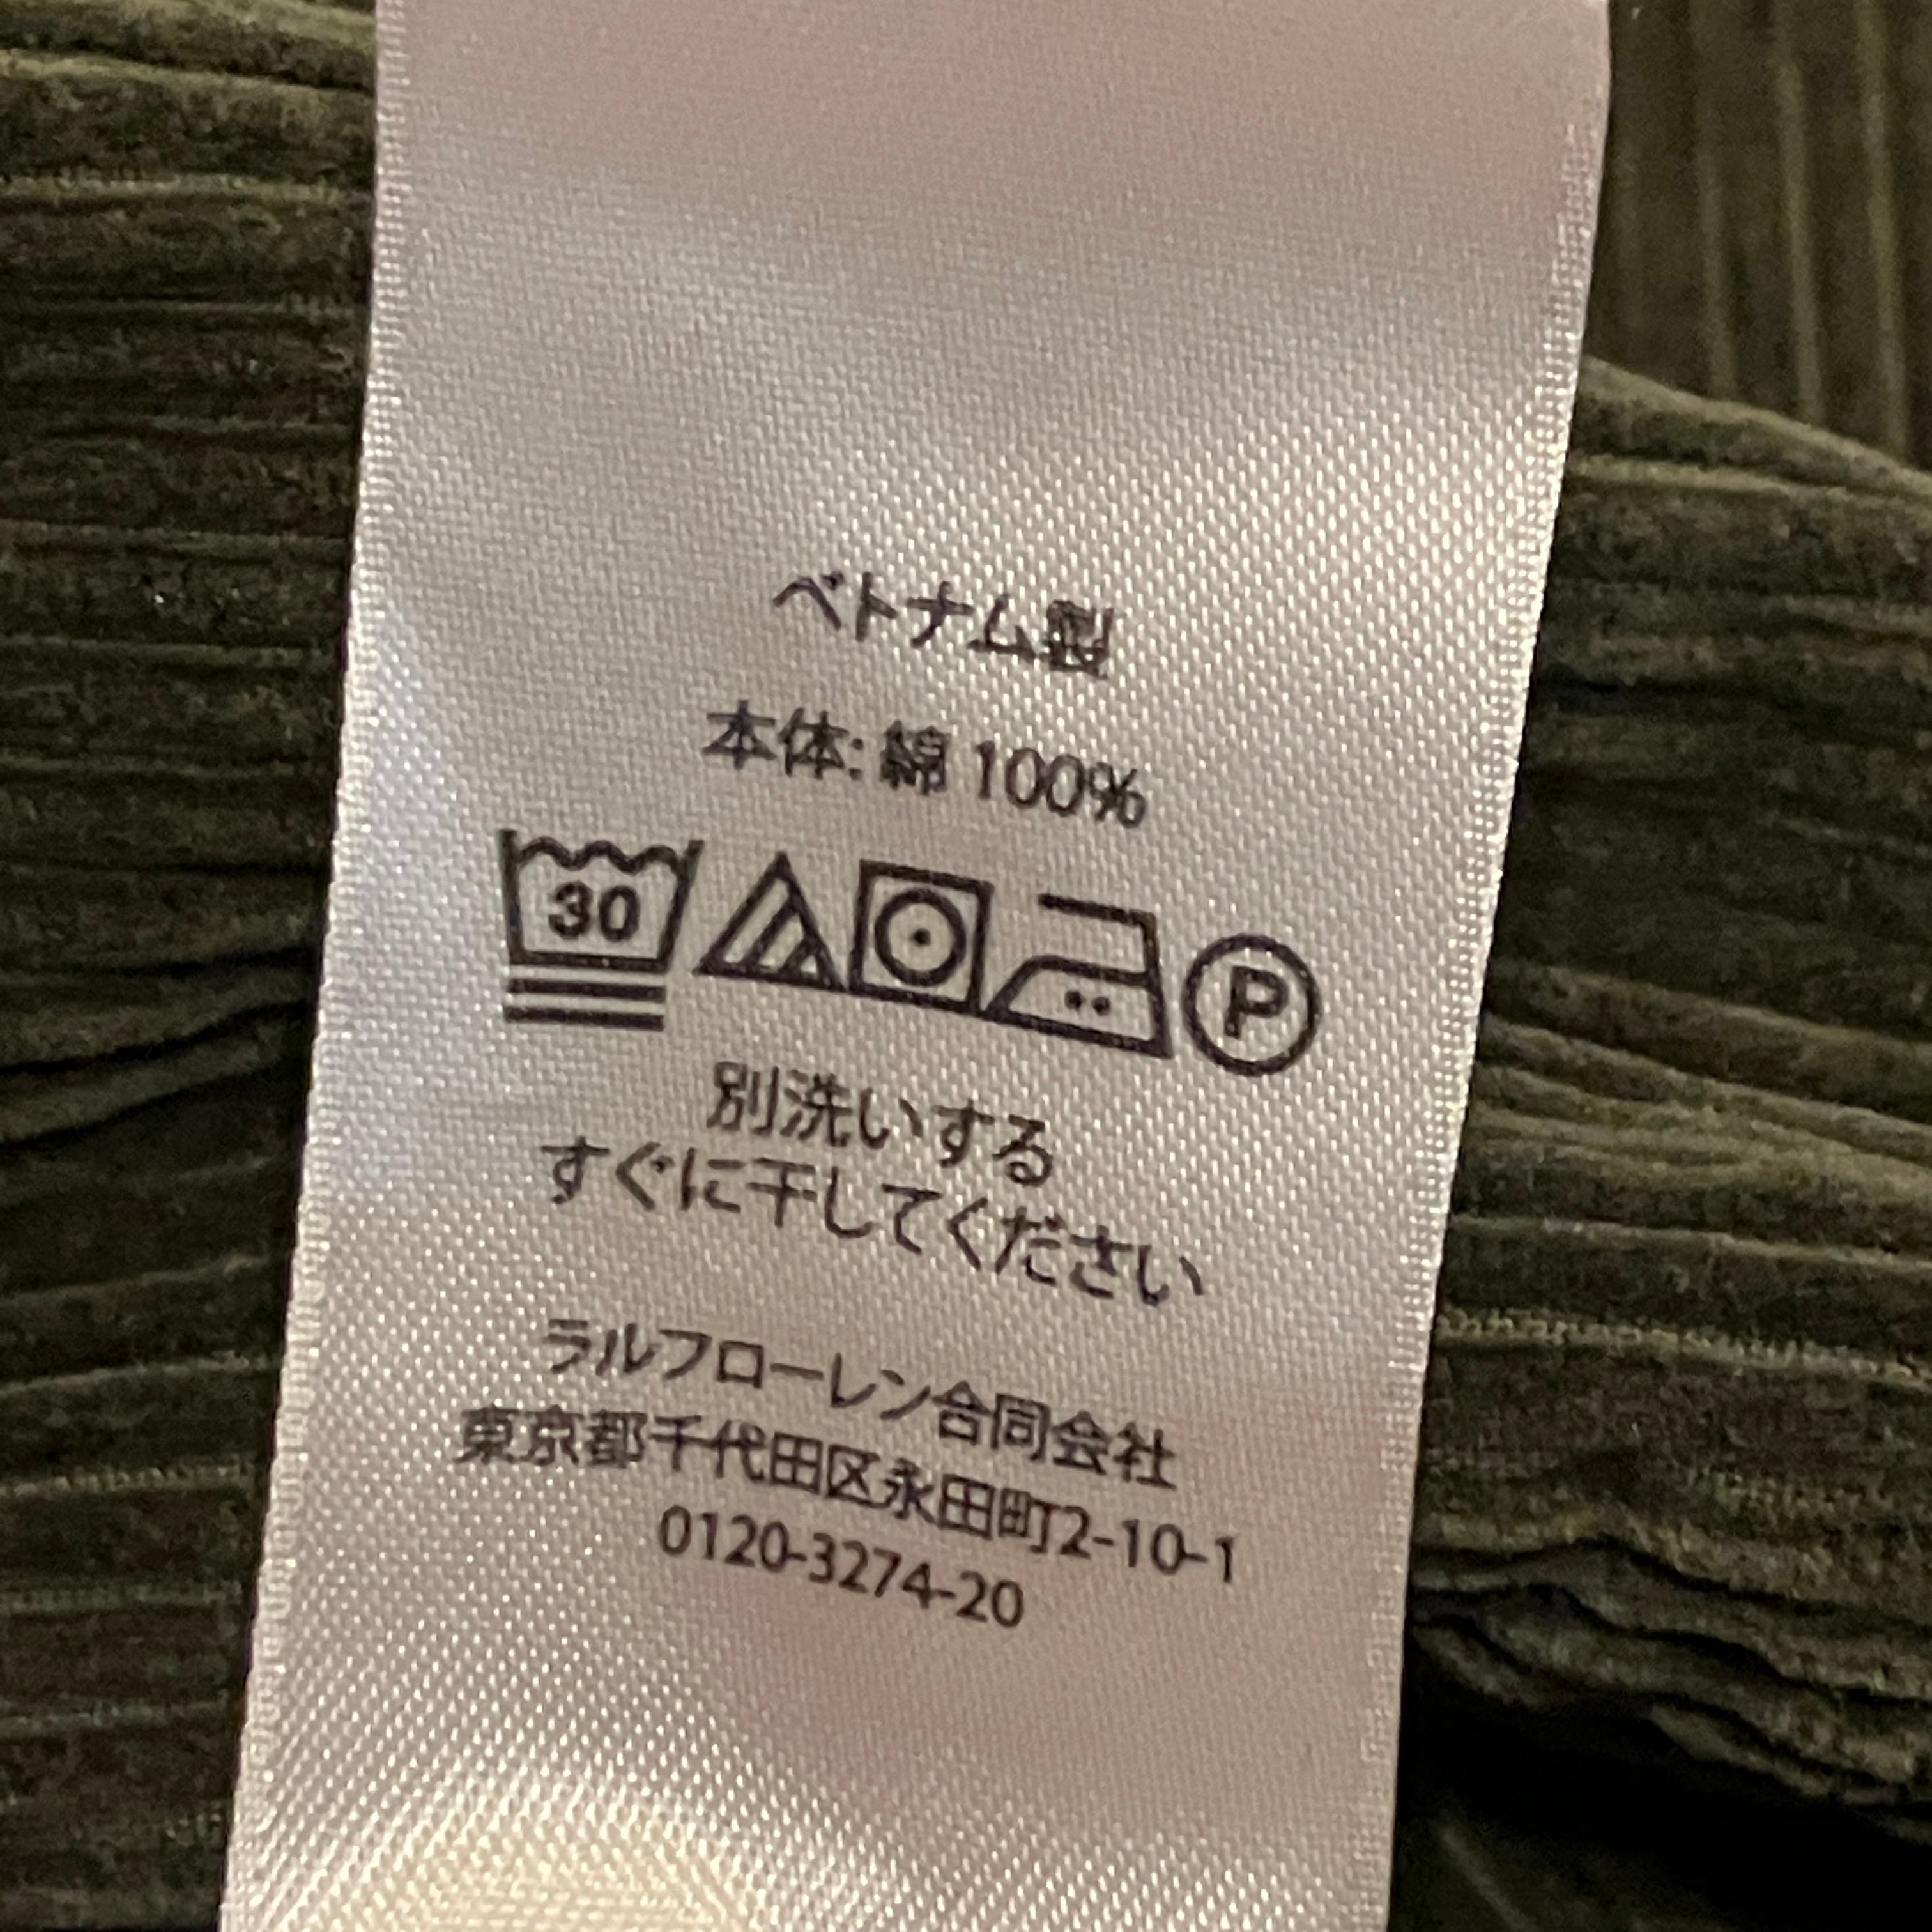 ベトナム製
本体: 綿 100%
30
P
別洗いする
すぐに干してください
ラルフローレン合同会社
東京都千代田区永田町2-10-1
0120-3274-20